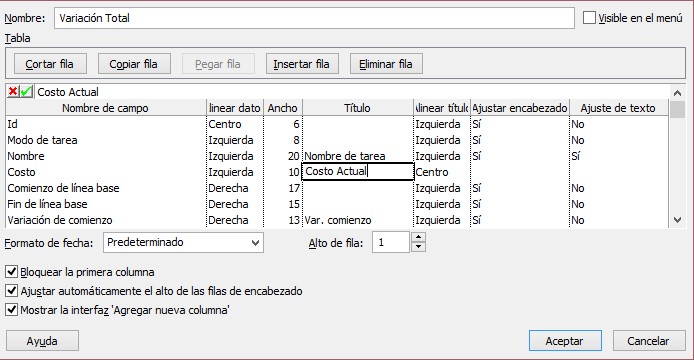 Nombre: Variación Total Visible en el menú
Tabla
Cortar fila Copiar fila Pegar fila Insertar fila Eliminar fila
Costo Actual
Nombre de campo linear dato Ancho Título Alinear título Ajustar encabezado Ajuste de texto
Id Centro 6 Izquierda Sí No
Modo de tarea Izquierda 8 Izquierda Sí No
Nombre Izquierda 20 Nombre de tarea Izquierda Sí Sí
Costo Izquierda 10 Costo Actual Centro
Comienzo de línea base Derecha 17 Izquierda Sí No
Fin de línea base Derecha 15 Izquierda Sí No
Variación de comienzo Derecha 13 Var. comienzo Izquierda Sí No
Formato de fecha: Predeterminado Alto de fila: 1
Bloquear la primera columna
Ajustar automáticamente el alto de las filas de encabezado
Mostrar la interfaz 'Agregar nueva columna'
Ayuda Aceptar Cancelar